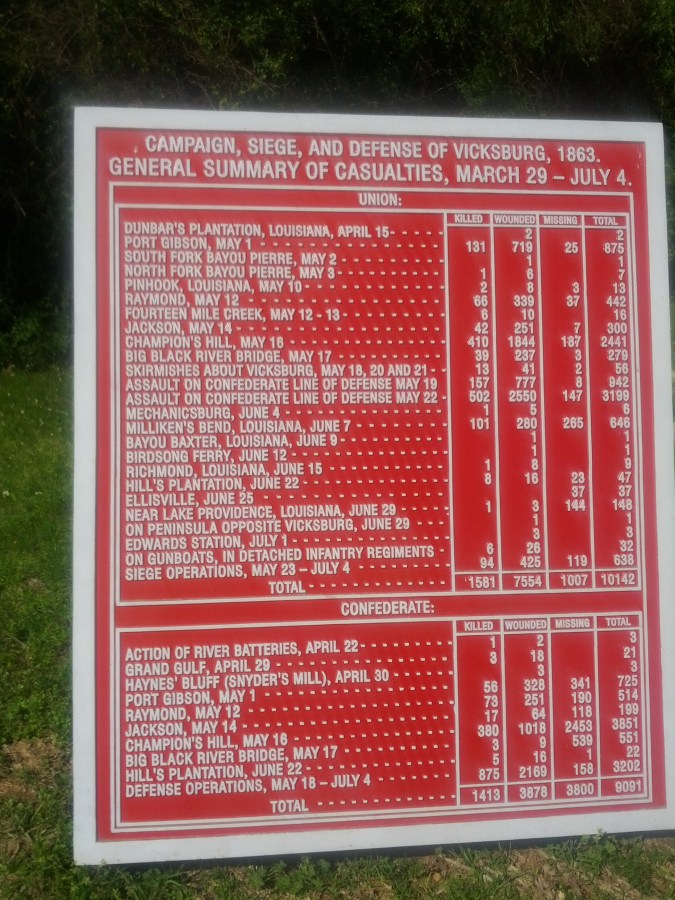 CAMPAIGN, SIEGE, AND DEFENSE OF VICKSBURG, 1863.
GENERAL SUMMARY OF CASUALTIES, MARCH 29 – JULY 4.
UNION:
KILLED WOUNDED MISSING TOTAL
DUNBAR'S PLANTATION, LOUISIANA, APRIL 15 2 2
PORT GIBSON, MAY 1 131 719 25 875
SOUTH FORK BAYOU PIERRE, MAY 2 1 1
NORTH FORK BAYOU PIERRE, MAY 3 1 6 7
PINHOOK, LOUISIANA, MAY 10 2 8 3 13
RAYMOND, MAY 12 66 339 37 442
FOURTEEN MILE CREEK, MAY 12 - 13 6 10 16
JACKSON, MAY 14 42 251 7 300
CHAMPION'S HILL, MAY 16 410 1844 187 2441
BIG BLACK RIVER BRIDGE, MAY 17 39 237 3 279
SKIRMISHES ABOUT VICKSBURG, MAY 18, 20 AND 21 13 41 2 56
ASSAULT ON CONFEDERATE LINE OF DEFENSE MAY 19 157 777 8 942
ASSAULT ON CONFEDERATE LINE OF DEFENSE MAY 22 502 2550 147 3199
MECHANICSBURG, JUNE 4 1 5 6
MILLIKEN'S BEND, LOUISIANA, JUNE 7 101 280 265 646
BAYOU BAXTER, LOUISIANA, JUNE 9 1 1
BIRDSONG FERRY, JUNE 12 1 1
RICHMOND, LOUISIANA, JUNE 15 1 8 9
HILL'S PLANTATION, JUNE 22 8 16 23 47
ELLISVILLE, JUNE 25 37 37
NEAR LAKE PROVIDENCE, LOUISIANA, JUNE 29 1 3 144 148
ON PENINSULA OPPOSITE VICKSBURG, JUNE 29 1 1
EDWARDS STATION, JULY 1 3 3
ON GUNBOATS, IN DETACHED INFANTRY REGIMENTS 6 26 32
SIEGE OPERATIONS, MAY 23 – JULY 4 94 425 119 638
TOTAL 1581 7554 1007 10142
CONFEDERATE:
KILLED WOUNDED MISSING TOTAL
ACTION OF RIVER BATTERIES, APRIL 22 1 2 3
GRAND GULF, APRIL 29 3 18 21
HAYNES' BLUFF (SNYDER'S MILL), APRIL 30 3 3
PORT GIBSON, MAY 1 56 328 341 725
RAYMOND, MAY 12 73 251 190 514
JACKSON, MAY 14 17 64 118 199
CHAMPION'S HILL, MAY 16 380 1018 2453 3851
BIG BLACK RIVER BRIDGE, MAY 17 3 9 539 551
HILL'S PLANTATION, JUNE 22 5 16 1 22
DEFENSE OPERATIONS, MAY 18 – JULY 4 875 2169 158 3202
TOTAL 1413 3878 3800 9091